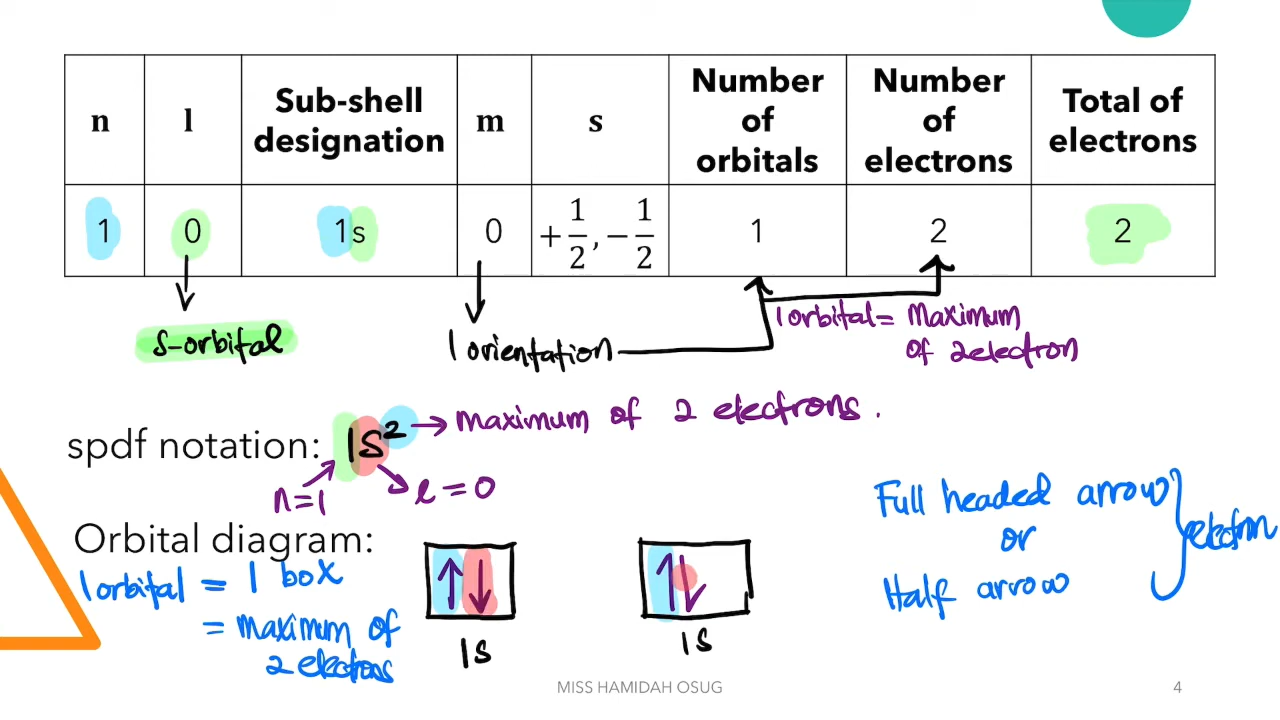 n l Sub-shell designation m s Number of orbitals Number of electrons Total of electrons
1 0 1s 0 +1/2, −1/2 1 2 2
s-orbital
1 orientation
1 orbital = maximum
of 2 electron
spdf notation: 1s² → maximum of 2 electrons.
n=1
l = 0
Full headed arrow
or
Half arrow
electron
Orbital diagram:
1 orbital = 1 box
= maximum of
2 electrons
↑↓
1s
↿⇂
1s
MISS HAMIDAH OSUG
4